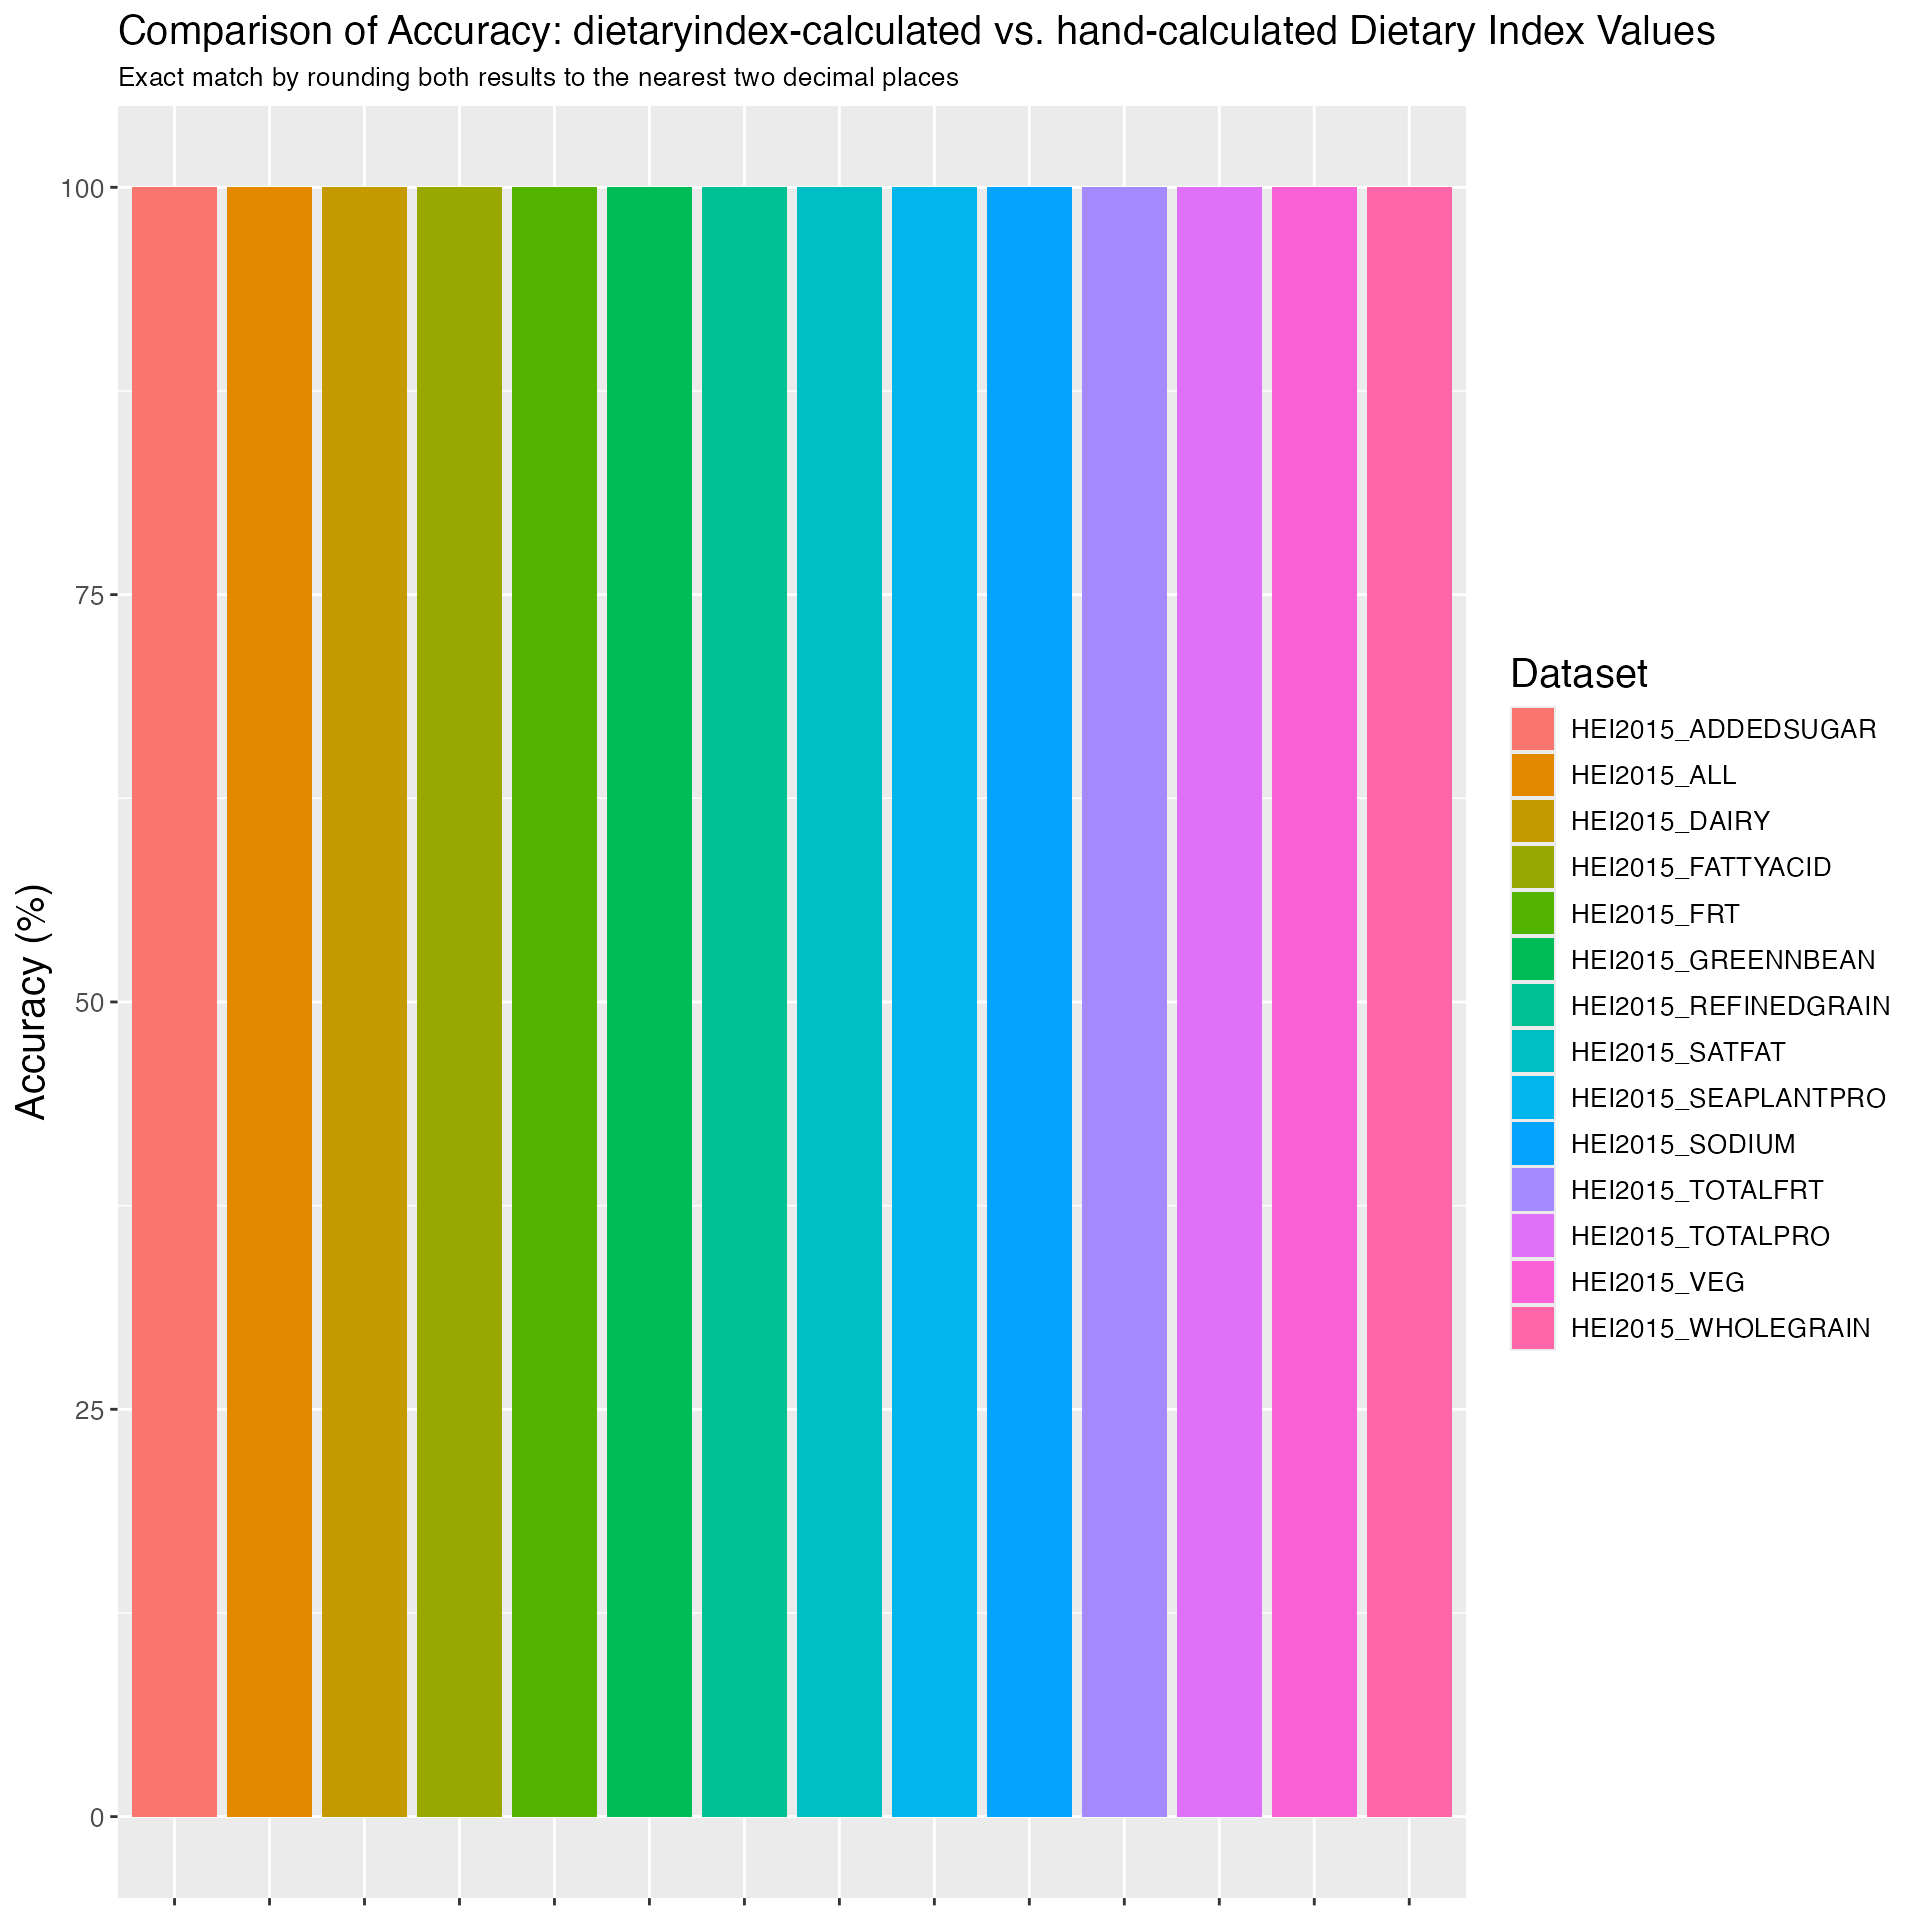 Comparison of Accuracy: dietaryindex-calculated vs. hand-calculated Dietary Index Values
Exact match by rounding both results to the nearest two decimal places
100
75
50
25
0
Accuracy (%)
Dataset
HEI2015_ADDEDSUGAR
HEI2015_ALL
HEI2015_DAIRY
HEI2015_FATTYACID
HEI2015_FRT
HEI2015_GREENNBEAN
HEI2015_REFINEDGRAIN
HEI2015_SATFAT
HEI2015_SEAPLANTPRO
HEI2015_SODIUM
HEI2015_TOTALFRT
HEI2015_TOTALPRO
HEI2015_VEG
HEI2015_WHOLEGRAIN